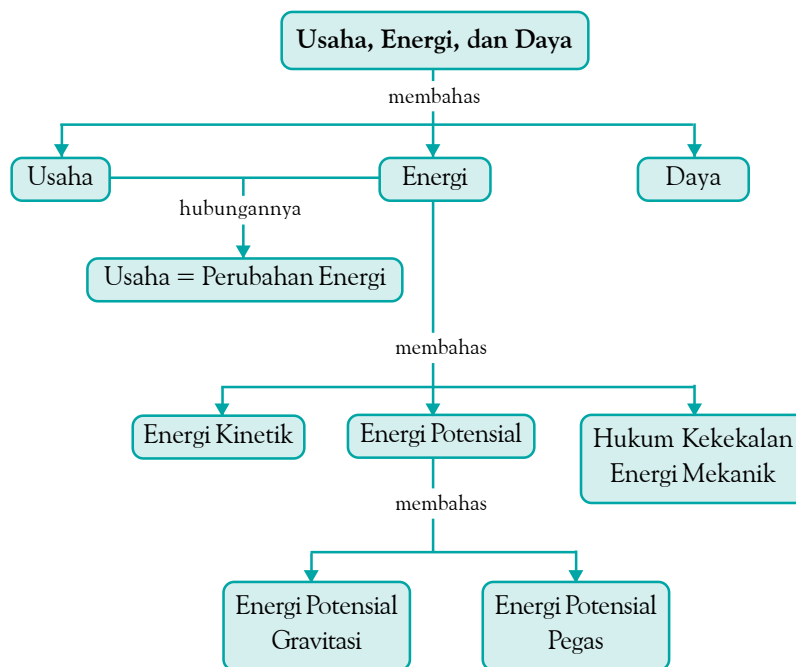 Usaha, Energi, dan Daya
membahas
Usaha
Energi
Daya
hubungannya
Usaha = Perubahan Energi
membahas
Energi Kinetik
Energi Potensial
Hukum Kekekalan
Energi Mekanik
membahas
Energi Potensial
Gravitasi
Energi Potensial
Pegas